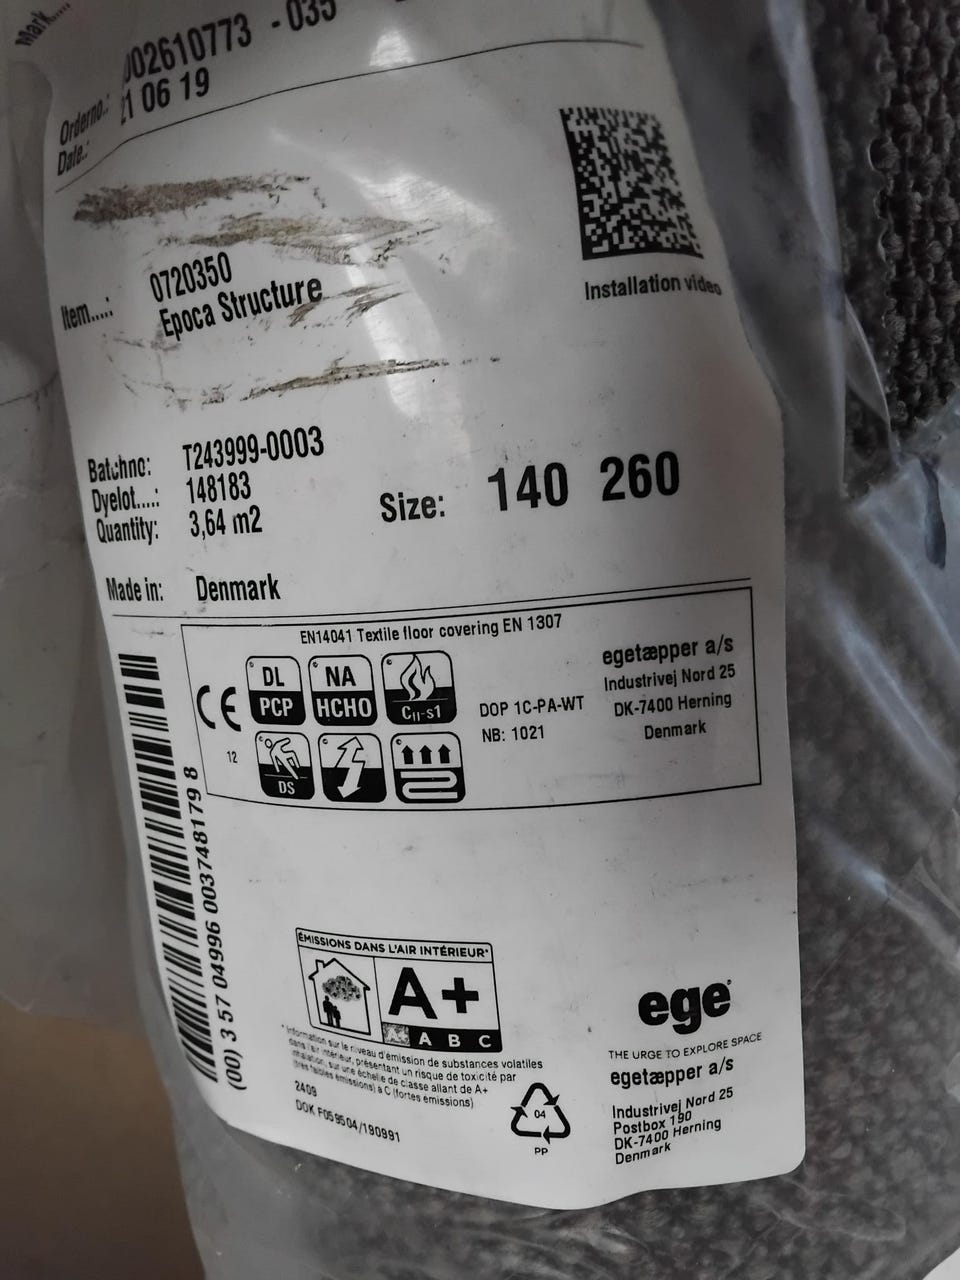 Mark.....
Orderno.: 002610773 - 035
Date.: 21 06 19
Installation video
Item....: 0720350
Epoca Structure
Batchno: T243999-0003
Dyelot...: 148183
Quantity: 3,64 m2
Size: 140 260
Made in: Denmark
EN14041 Textile floor covering EN 1307
CE
12
DL
PCP
NA
HCHO
Cfl-s1
DS
DOP 1C-PA-WT
NB: 1021
egetæpper a/s
Industrivej Nord 25
DK-7400 Herning
Denmark
(00) 3 57 04996 003748179 8
ÉMISSIONS DANS L'AIR INTÉRIEUR*
A+
A+ A B C
* Information sur le niveau d'émission de substances volatiles
dans l'air intérieur, présentant un risque de toxicité par
inhalation, sur une échelle de classe allant de A+
(très faibles émissions) à C (fortes émissions)
2409
DOK F059504/190991
04
PP
ege
THE URGE TO EXPLORE SPACE
egetæpper a/s
Industrivej Nord 25
Postbox 190
DK-7400 Herning
Denmark